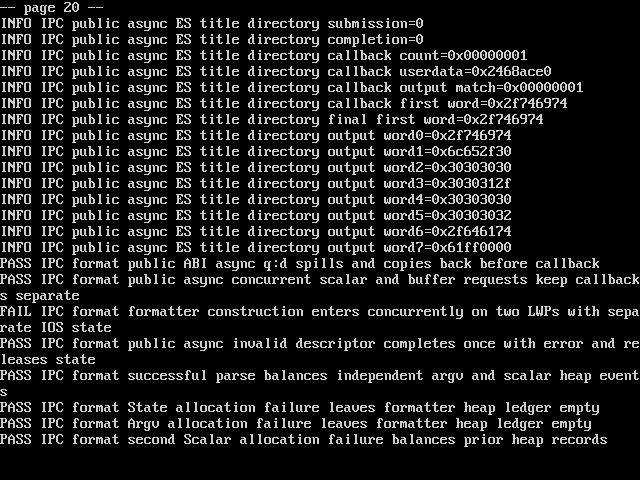 -- page 20 --
INFO IPC public async ES title directory submission=0
INFO IPC public async ES title directory completion=0
INFO IPC public async ES title directory callback count=0x00000001
INFO IPC public async ES title directory callback userdata=0x2468ace0
INFO IPC public async ES title directory callback output match=0x00000001
INFO IPC public async ES title directory callback first word=0x2f746974
INFO IPC public async ES title directory final first word=0x2f746974
INFO IPC public async ES title directory output word0=0x2f746974
INFO IPC public async ES title directory output word1=0x6c652f30
INFO IPC public async ES title directory output word2=0x30303030
INFO IPC public async ES title directory output word3=0x3030312f
INFO IPC public async ES title directory output word4=0x30303030
INFO IPC public async ES title directory output word5=0x30303032
INFO IPC public async ES title directory output word6=0x2f646174
INFO IPC public async ES title directory output word7=0x61ff0000
PASS IPC format public ABI async q:d spills and copies back before callback
PASS IPC format public async concurrent scalar and buffer requests keep callback
s separate
FAIL IPC format formatter construction enters concurrently on two LWPs with sepa
rate IOS state
PASS IPC format public async invalid descriptor completes once with error and re
leases state
PASS IPC format successful parse balances independent argv and scalar heap event
s
PASS IPC format State allocation failure leaves formatter heap ledger empty
PASS IPC format Argv allocation failure leaves formatter heap ledger empty
PASS IPC format second Scalar allocation failure balances prior heap records